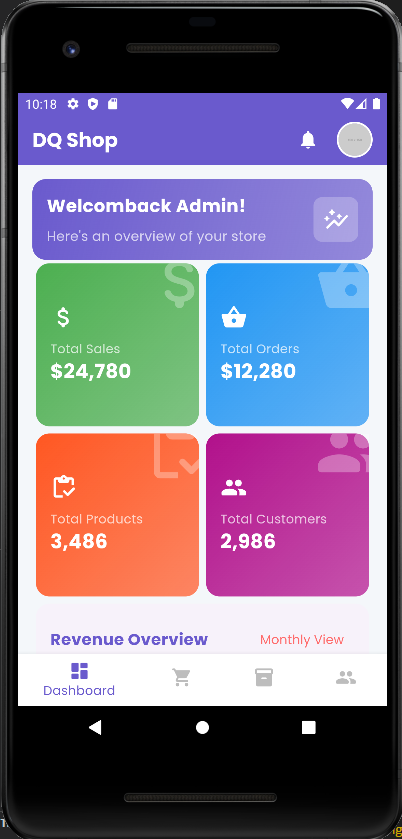 10:18
DQ Shop
Welcomback Admin!
Here's an overview of your store
$
$
Total Sales
$24,780
Total Orders
$12,280
Total Products
3,486
Total Customers
2,986
Revenue Overview
Monthly View
Dashboard